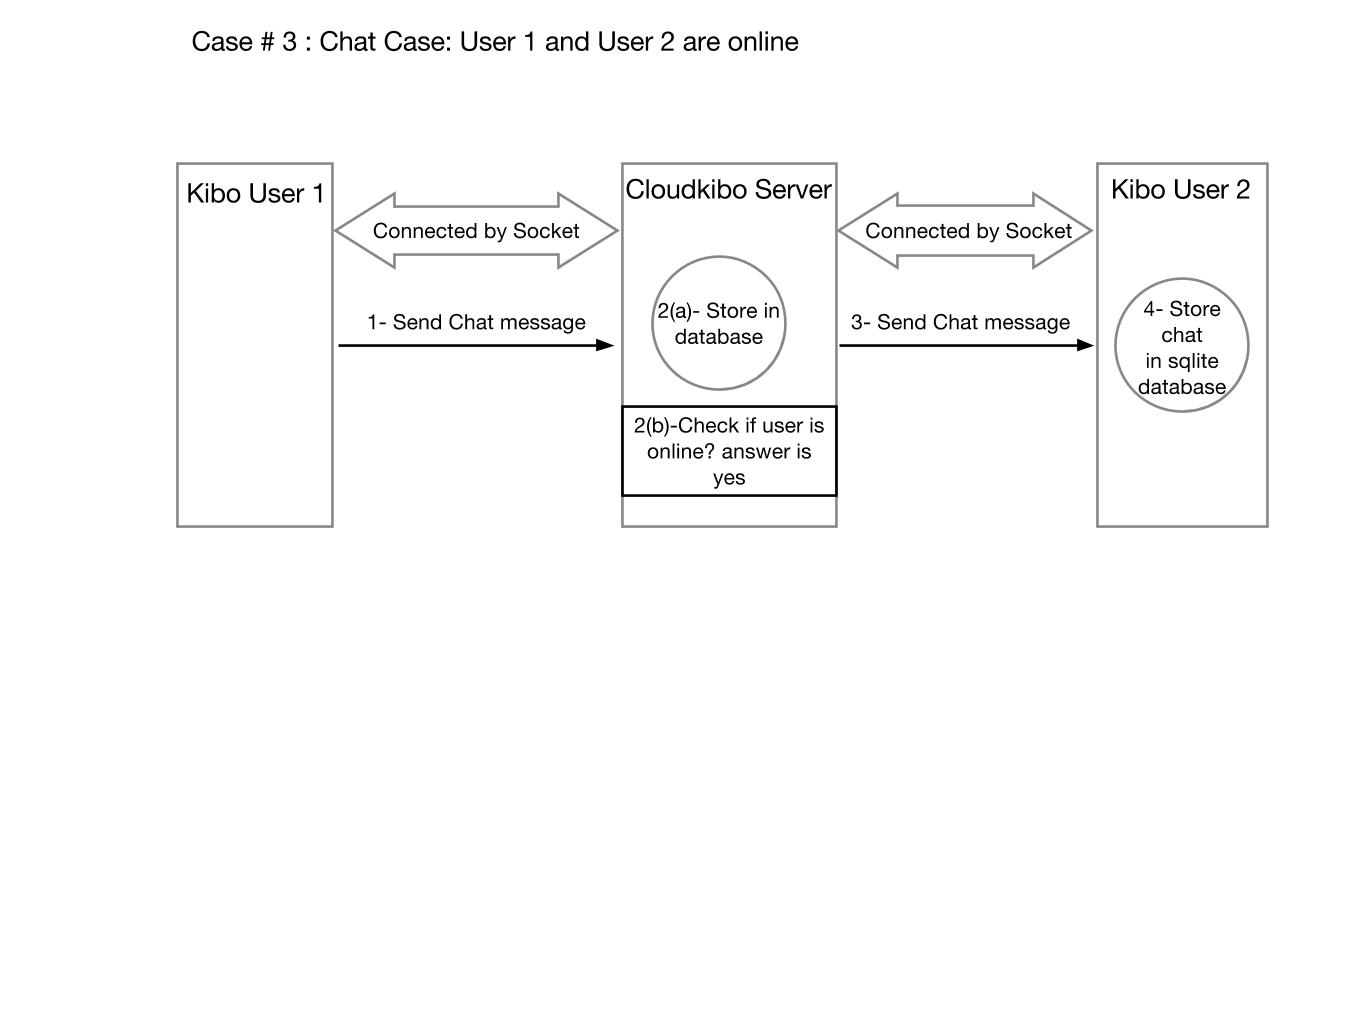 Case # 3 : Chat Case: User 1 and User 2 are online
Kibo User 1
Connected by Socket
1- Send Chat message
Cloudkibo Server
2(a)- Store in
database
2(b)-Check if user is
online? answer is
yes
Connected by Socket
3- Send Chat message
Kibo User 2
4- Store
chat
in sqlite
database